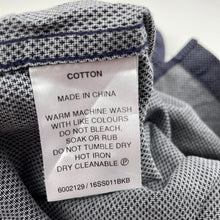 COTTON
MADE IN CHINA
WARM MACHINE WASH
WITH LIKE COLOURS
DO NOT BLEACH,
SOAK OR RUB
DO NOT TUMBLE DRY
HOT IRON
DRY CLEANABLE Ⓟ
6002129 / 16SS011BKB